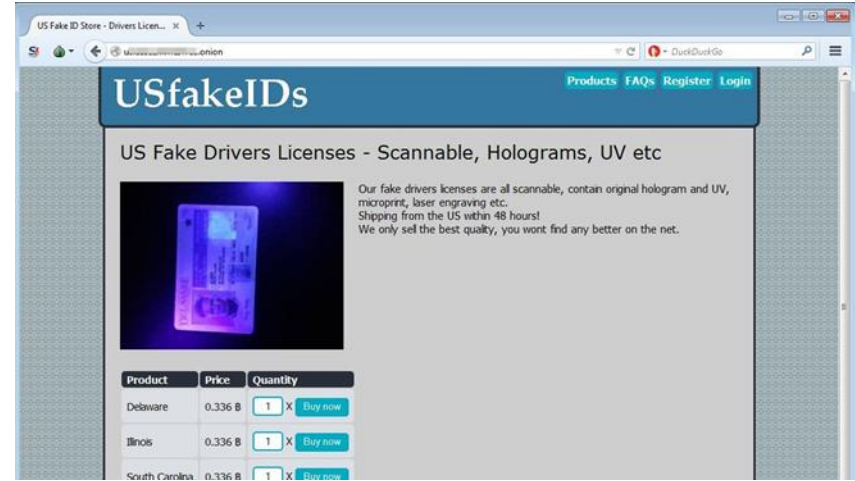 US Fake ID Store - Drivers Licen...
.onion
DuckDuckGo
Products FAQs Register Login
USfakeIDs
US Fake Drivers Licenses - Scannable, Holograms, UV etc
Our fake drivers licenses are all scannable, contain original hologram and UV,
microprint, laser engraving etc.
Shipping from the US within 48 hours!
We only sell the best quality, you wont find any better on the net.
DELAWARE
Product Price Quantity
Delaware 0.336 ฿ 1 X Buy now
Illinois 0.336 ฿ 1 X Buy now
South Carolina 0.336 ฿ 1 X Buy now